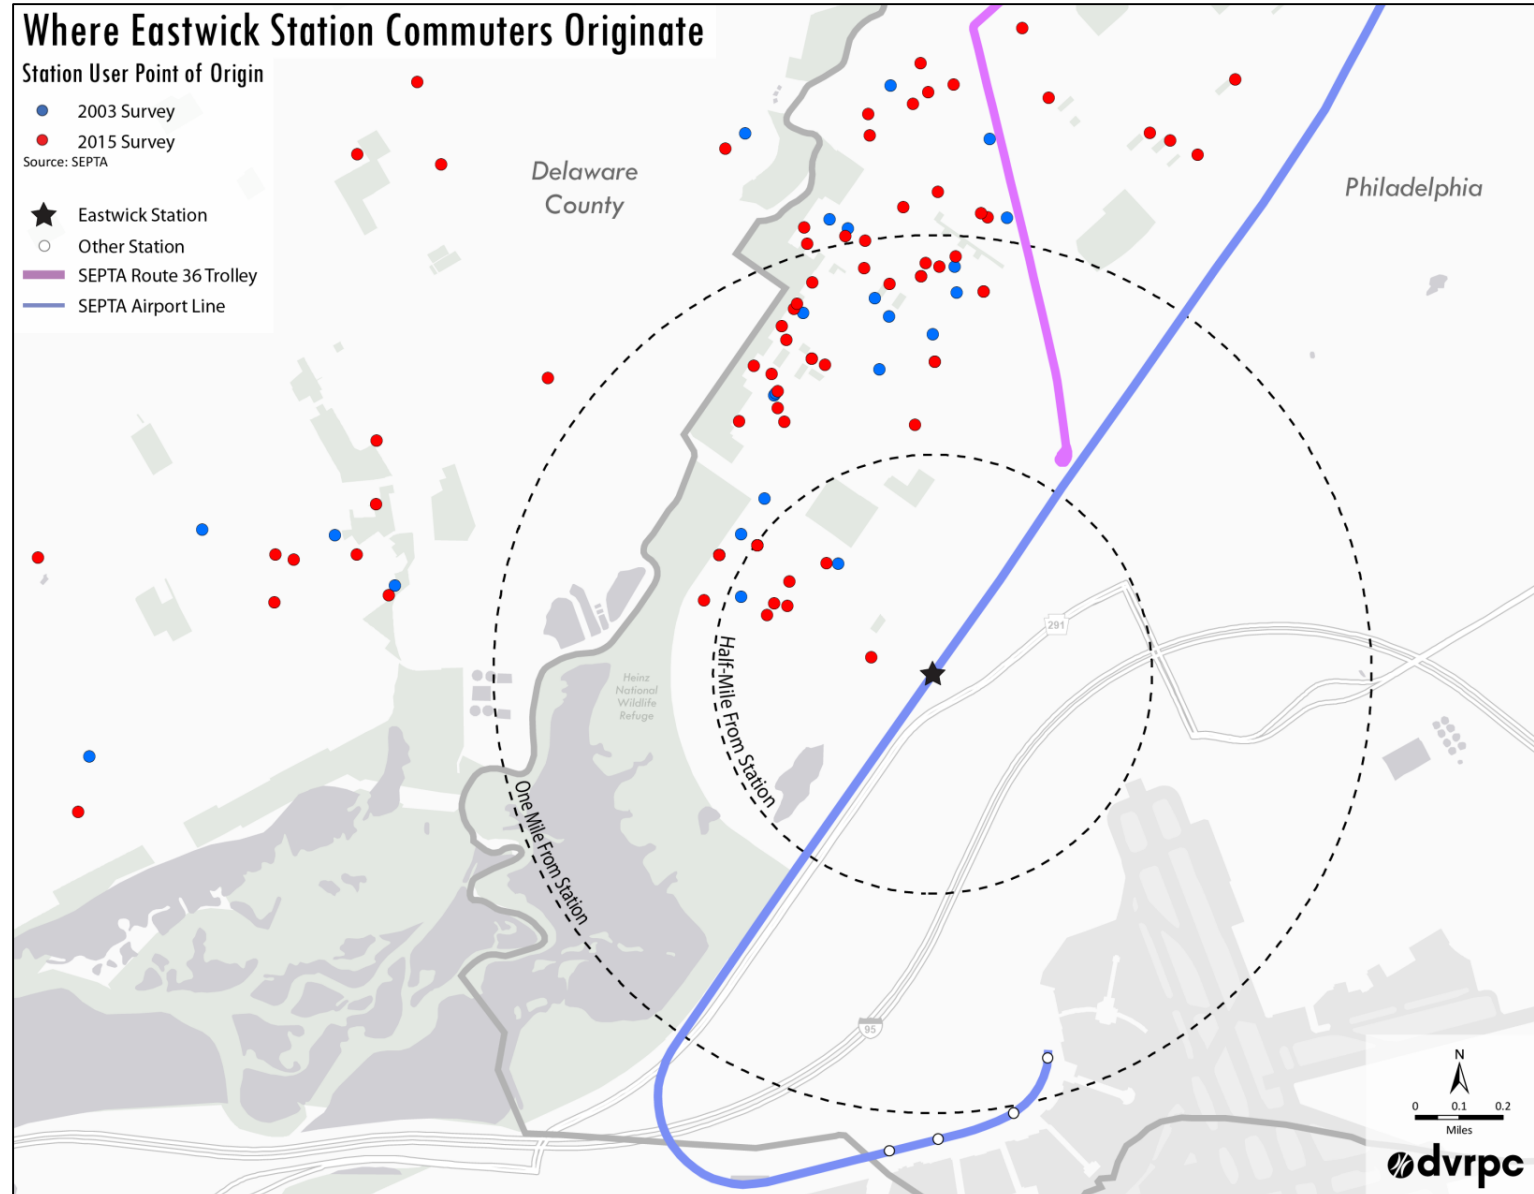 Where Eastwick Station Commuters Originate
Station User Point of Origin
2003 Survey
2015 Survey
Source: SEPTA
Eastwick Station
Other Station
SEPTA Route 36 Trolley
SEPTA Airport Line
Delaware
County
Philadelphia
291
Heinz
National
Wildlife
Refuge
Half-Mile From Station
One Mile From Station
95
N
0 0.1 0.2
Miles
dvrpc